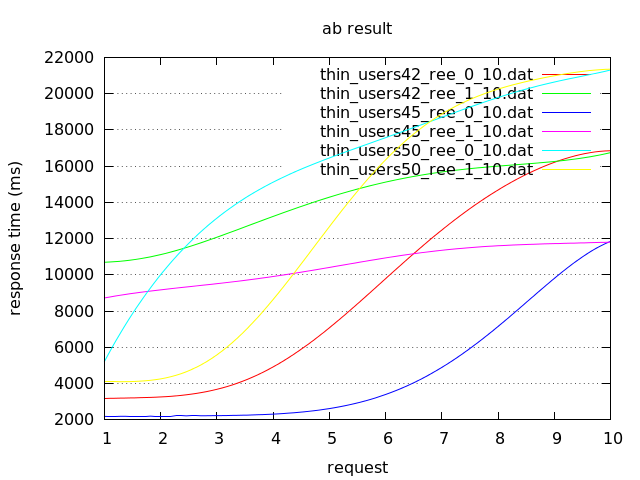 ab result
22000
20000
18000
16000
14000
12000
10000
8000
6000
4000
2000
response time (ms)
thin_users42_ree_0_10.dat
thin_users42_ree_1_10.dat
thin_users45_ree_0_10.dat
thin_users45_ree_1_10.dat
thin_users50_ree_0_10.dat
thin_users50_ree_1_10.dat
1 2 3 4 5 6 7 8 9 10
request